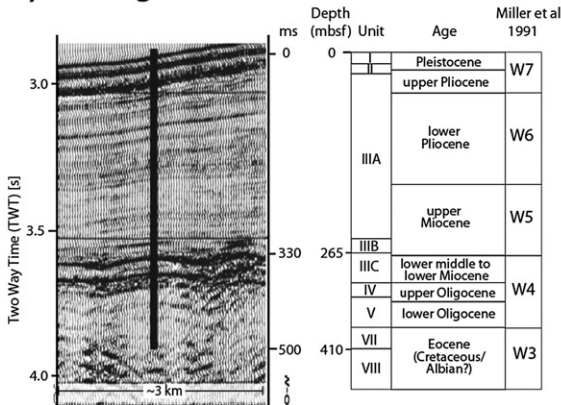 Depth
(mbsf)
Unit
Age
Miller et al
1991
ms
0
330
500
0
3.0
3.5
4.0
Two Way Time (TWT) [s]
~3 km
0
265
410
I
II
IIIA
IIIB
IIIC
IV
V
VII
VIII
Pleistocene
upper Pliocene
lower
Pliocene
upper
Miocene
lower middle to
lower Miocene
upper Oligocene
lower Oligocene
Eocene
(Cretaceous/
Albian?)
W7
W6
W5
W4
W3